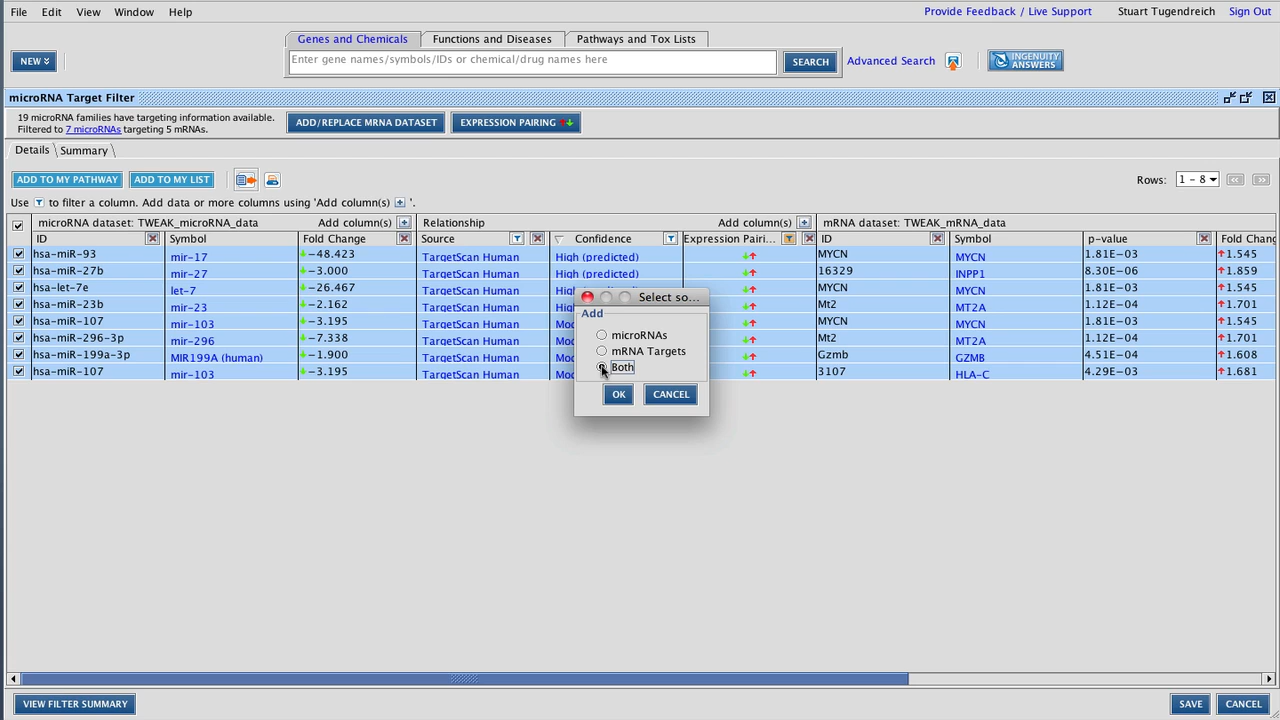 File Edit View Window Help
Provide Feedback / Live Support Stuart Tugendreich Sign Out
Genes and Chemicals Functions and Diseases Pathways and Tox Lists
NEW Enter gene names/symbols/IDs or chemical/drug names here SEARCH Advanced Search INGENUITY ANSWERS
microRNA Target Filter
19 microRNA families have targeting information available.
Filtered to 7 microRNAs targeting 5 mRNAs.
ADD/REPLACE MRNA DATASET EXPRESSION PAIRING
Details Summary
ADD TO MY PATHWAY ADD TO MY LIST Rows: 1 - 8
Use to filter a column. Add data or more columns using 'Add column(s) + '.
microRNA dataset: TWEAK_microRNA_data Add column(s) + Relationship Add column(s) + mRNA dataset: TWEAK_mRNA_data
ID Symbol Fold Change Source Confidence Expression Pairi... ID Symbol p-value Fold Chang
hsa-miR-93 mir-17 -48.423 TargetScan Human High (predicted) MYCN MYCN 1.81E-03 1.545
hsa-miR-27b mir-27 -3.000 TargetScan Human High (predicted) 16329 INPP1 8.30E-06 1.859
hsa-let-7e let-7 -26.467 TargetScan Human MYCN MYCN 1.81E-03 1.545
hsa-miR-23b mir-23 -2.162 TargetScan Human Mt2 MT2A 1.12E-04 1.701
hsa-miR-107 mir-103 -3.195 TargetScan Human MYCN MYCN 1.81E-03 1.545
hsa-miR-296-3p mir-296 -7.338 TargetScan Human Mt2 MT2A 1.12E-04 1.701
hsa-miR-199a-3p MIR199A (human) -1.900 TargetScan Human Gzmb GZMB 4.51E-04 1.608
hsa-miR-107 mir-103 -3.195 TargetScan Human 3107 HLA-C 4.29E-03 1.681
Select so...
Add
microRNAs
mRNA Targets
Both
OK CANCEL
VIEW FILTER SUMMARY SAVE CANCEL